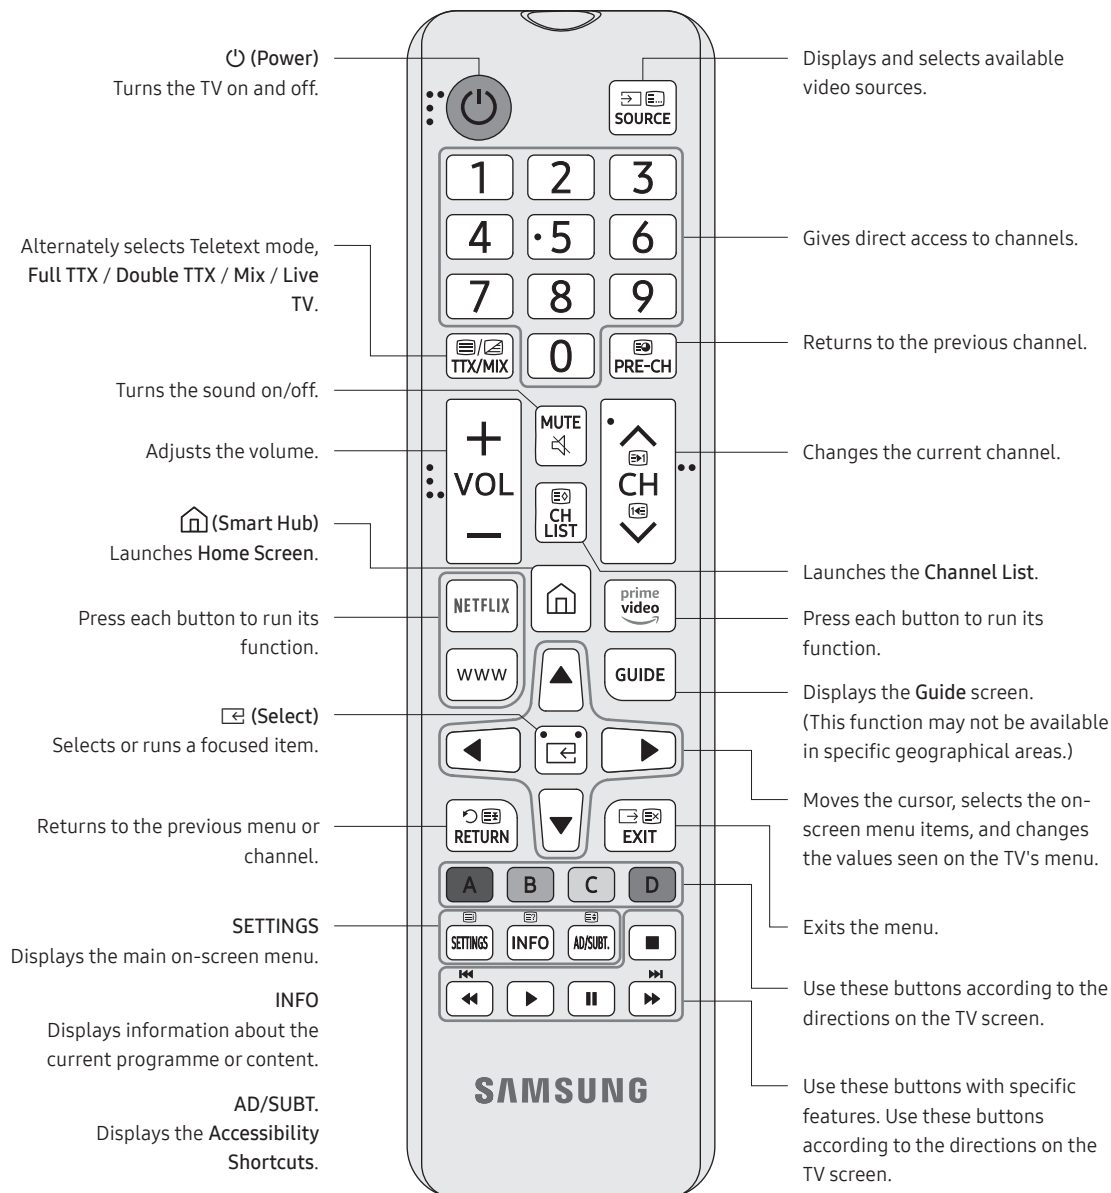 (Power)
Turns the TV on and off.
Alternately selects Teletext mode,
Full TTX / Double TTX / Mix / Live
TV.
Turns the sound on/off.
Adjusts the volume.
(Smart Hub)
Launches Home Screen.
Press each button to run its
function.
(Select)
Selects or runs a focused item.
Returns to the previous menu or
channel.
SETTINGS
Displays the main on-screen menu.
INFO
Displays information about the
current programme or content.
AD/SUBT.
Displays the Accessibility
Shortcuts.
SOURCE
1 2 3
4 5 6
7 8 9
TTX/MIX 0 PRE-CH
MUTE
VOL
CH
CH
LIST
NETFLIX
prime
video
www
GUIDE
RETURN
EXIT
A B C D
SETTINGS INFO AD/SUBT.
SAMSUNG
Displays and selects available
video sources.
Gives direct access to channels.
Returns to the previous channel.
Changes the current channel.
Launches the Channel List.
Press each button to run its
function.
Displays the Guide screen.
(This function may not be available
in specific geographical areas.)
Moves the cursor, selects the on-
screen menu items, and changes
the values seen on the TV's menu.
Exits the menu.
Use these buttons according to the
directions on the TV screen.
Use these buttons with specific
features. Use these buttons
according to the directions on the
TV screen.